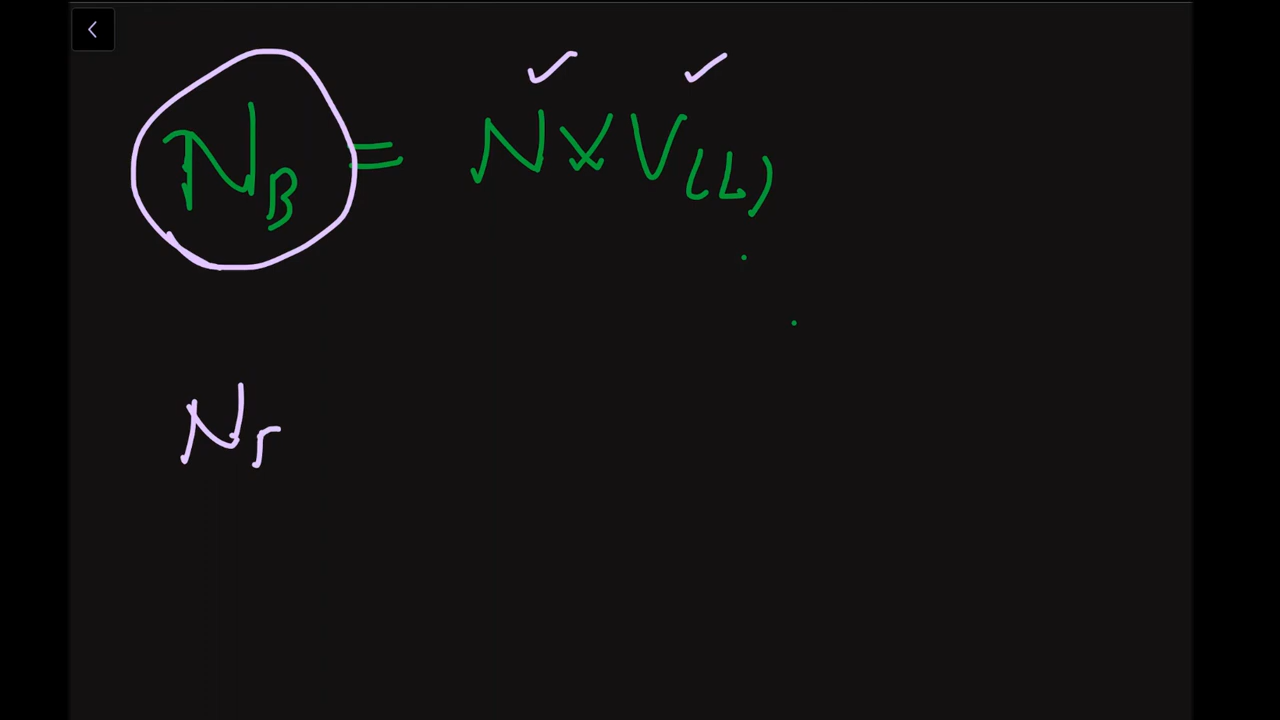 N_B = N x V(L)
N_r